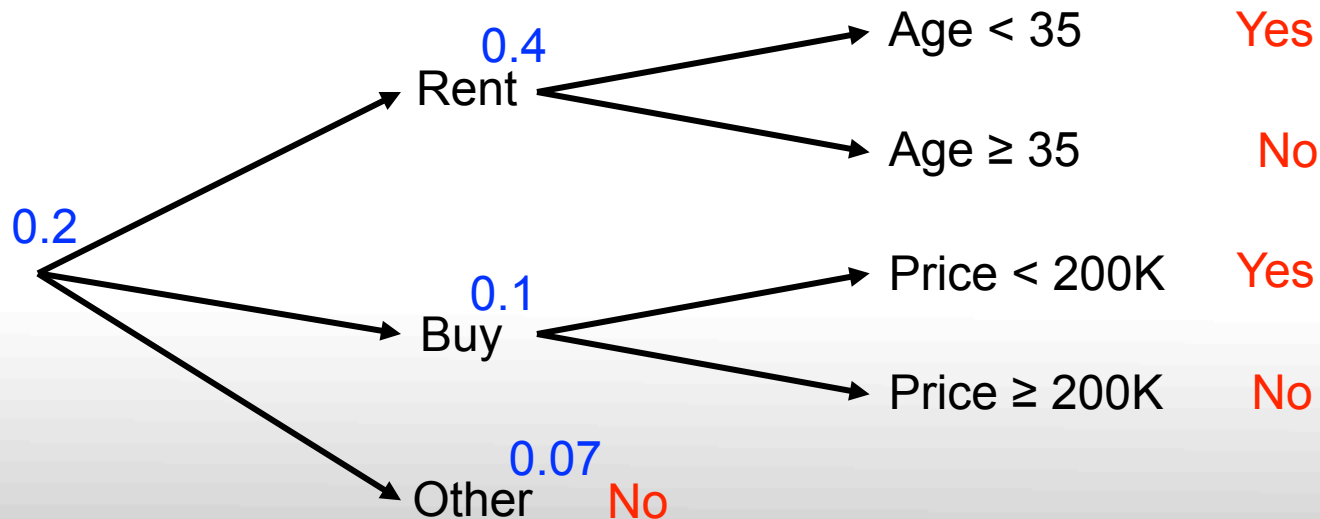 Age < 35 Yes
0.4
Rent
Age ≥ 35 No
0.2
Price < 200K Yes
0.1
Buy
Price ≥ 200K No
0.07
Other No